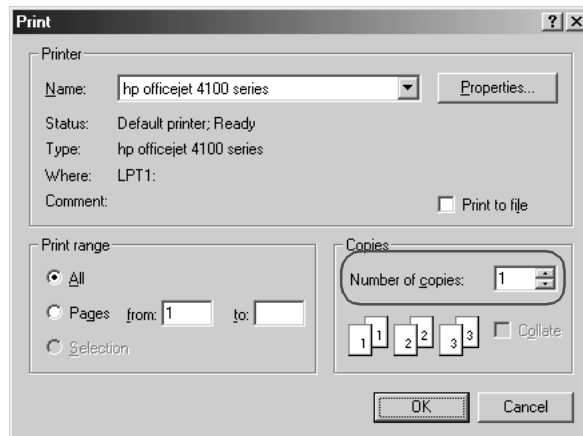 Print
Printer
Name: hp officejet 4100 series Properties...
Status: Default printer; Ready
Type: hp officejet 4100 series
Where: LPT1:
Comment: Print to file
Print range
All
Pages from: 1 to:
Selection
Copies
Number of copies: 1
1 1 2 2 3 3 Collate
OK Cancel